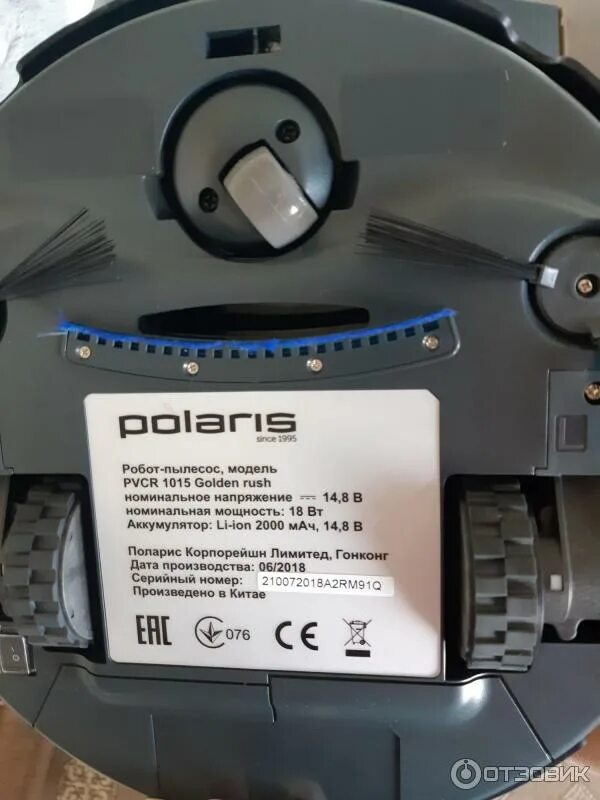 polaris
since 1995
Робот-пылесос, модель
PVCR 1015 Golden rush
номинальное напряжение 14,8 В
номинальная мощность: 18 Вт
Аккумулятор: Li-ion 2000 мАч, 14,8 В
Поларис Корпорейшн Лимитед, Гонконг
Дата производства: 06/2018
Серийный номер: 210072018A2RM91Q
Произведено в Китае
EAC 076 CE
ОТЗОВИК